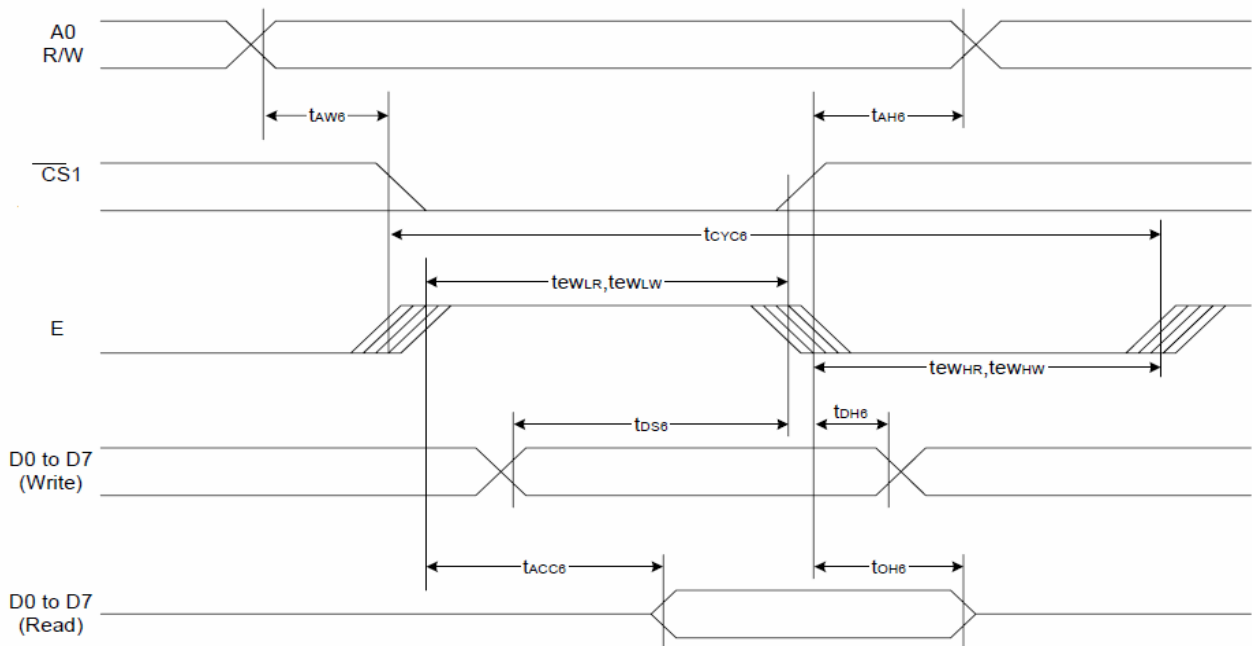 A0
R/W
tAW6
tAH6
CS1
tCYC6
tewLR,tewLW
E
tewHR,tewHW
tDS6
tDH6
D0 to D7
(Write)
tACC6
tOH6
D0 to D7
(Read)